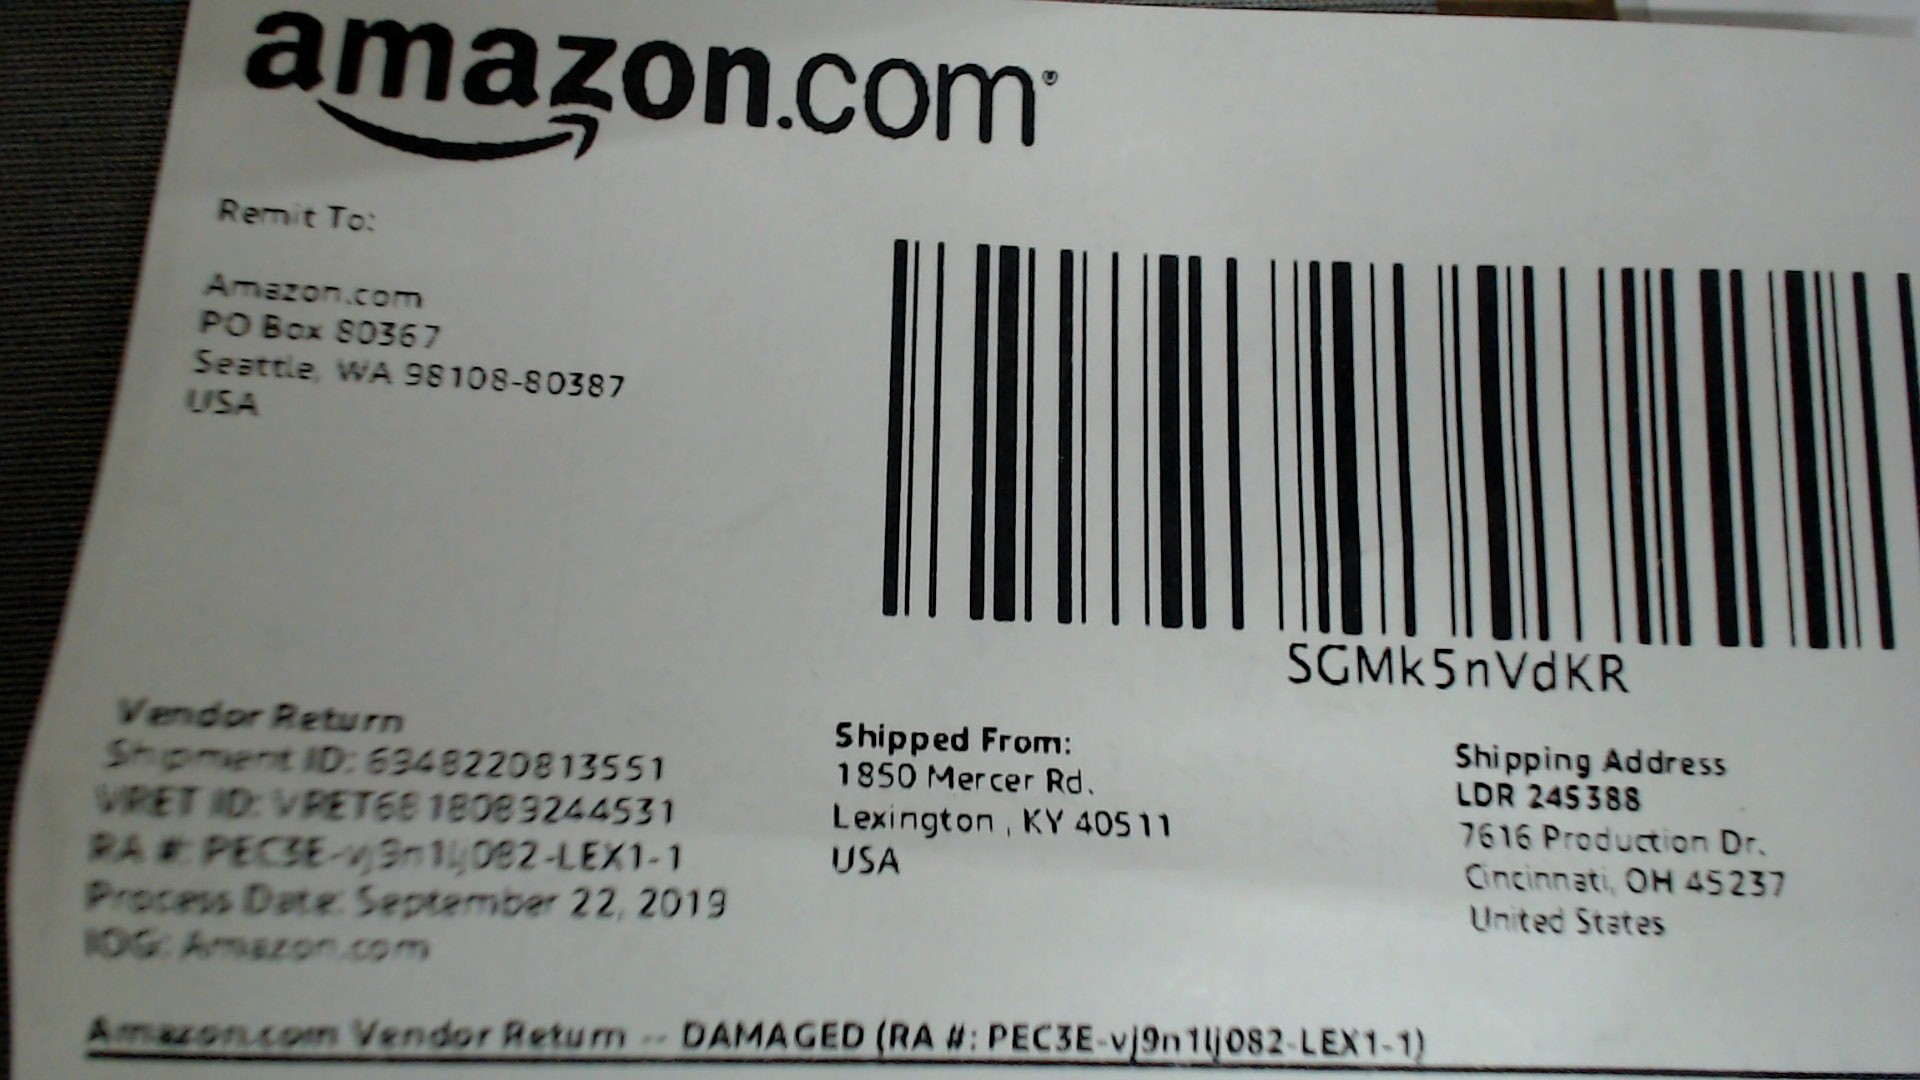 amazon.com®
Remit To:
Amazon.com
PO Box 80367
Seattle, WA 98108-80387
USA
SGMk5nVdKR
Vendor Return
Shipment ID: 6948220813551
VRET ID: VRET6818089244531
RA #: PEC3E-vj9n1lj082-LEX1-1
Process Date: September 22, 2019
IOG: Amazon.com
Shipped From:
1850 Mercer Rd.
Lexington , KY 40511
USA
Shipping Address
LDR 245388
7616 Production Dr.
Cincinnati, OH 45237
United States
Amazon.com Vendor Return -- DAMAGED (RA #: PEC3E-vj9n1lj082-LEX1-1)